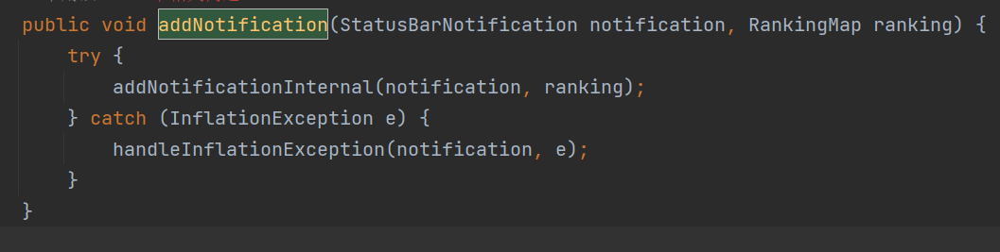 public void addNotification(StatusBarNotification notification, RankingMap ranking) {
try {
addNotificationInternal(notification, ranking);
} catch (InflationException e) {
handleInflationException(notification, e);
}
}